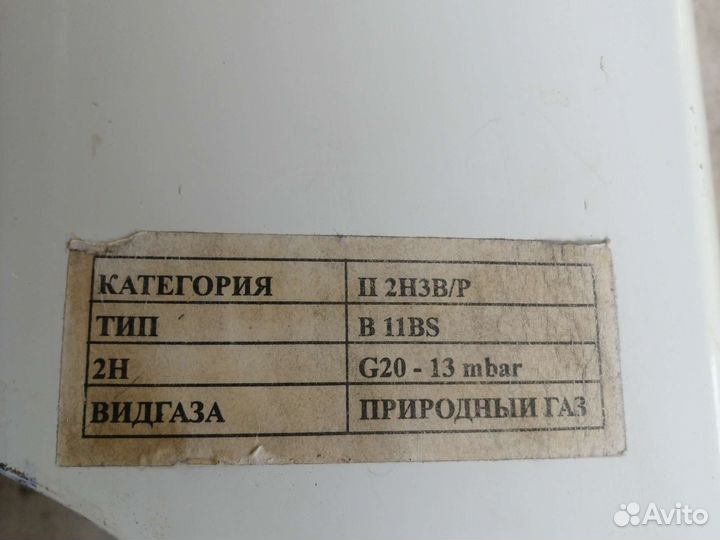 КАТЕГОРИЯ П 2Н3В/Р
ТИП В 11BS
2Н G20 - 13 mbar
ВИДГАЗА ПРИРОДНЫИ ГАЗ
Avito